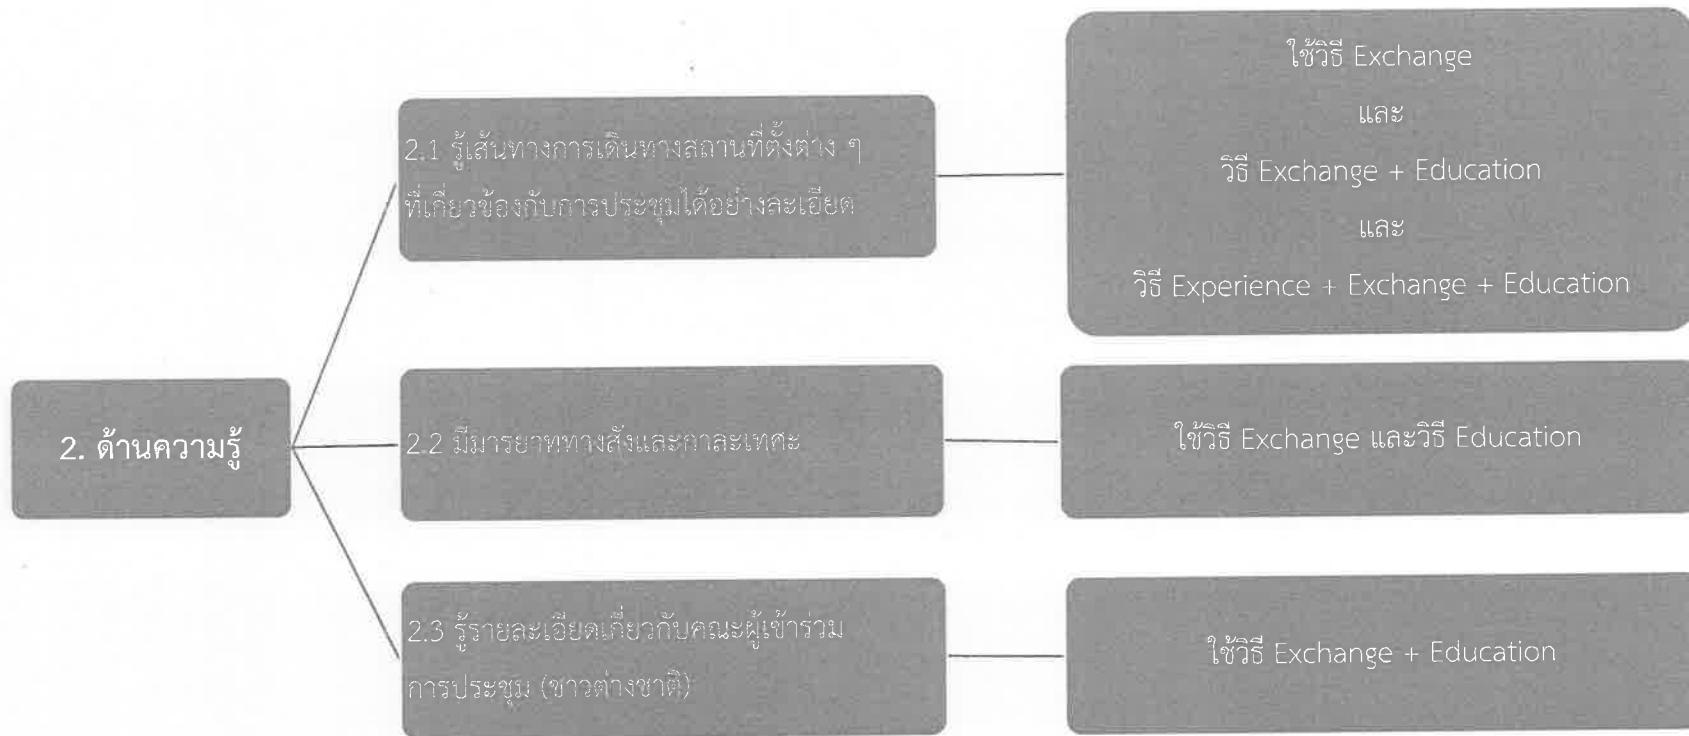 2. ด้านความรู้
2.1 รู้เส้นทางการเดินทางสถานที่ตั้งต่าง ๆ
ที่เกี่ยวข้องกับการประชุมได้อย่างละเอียด
ใช้วิธี Exchange
และ
วิธี Exchange + Education
และ
วิธี Experience + Exchange + Education
2.2 มีมารยาททางสังและกาละเทศะ
ใช้วิธี Exchange และวิธี Education
2.3 รู้รายละเอียดเกี่ยวกับคณะผู้เข้าร่วม
การประชุม (ชาวต่างชาติ)
ใช้วิธี Exchange + Education